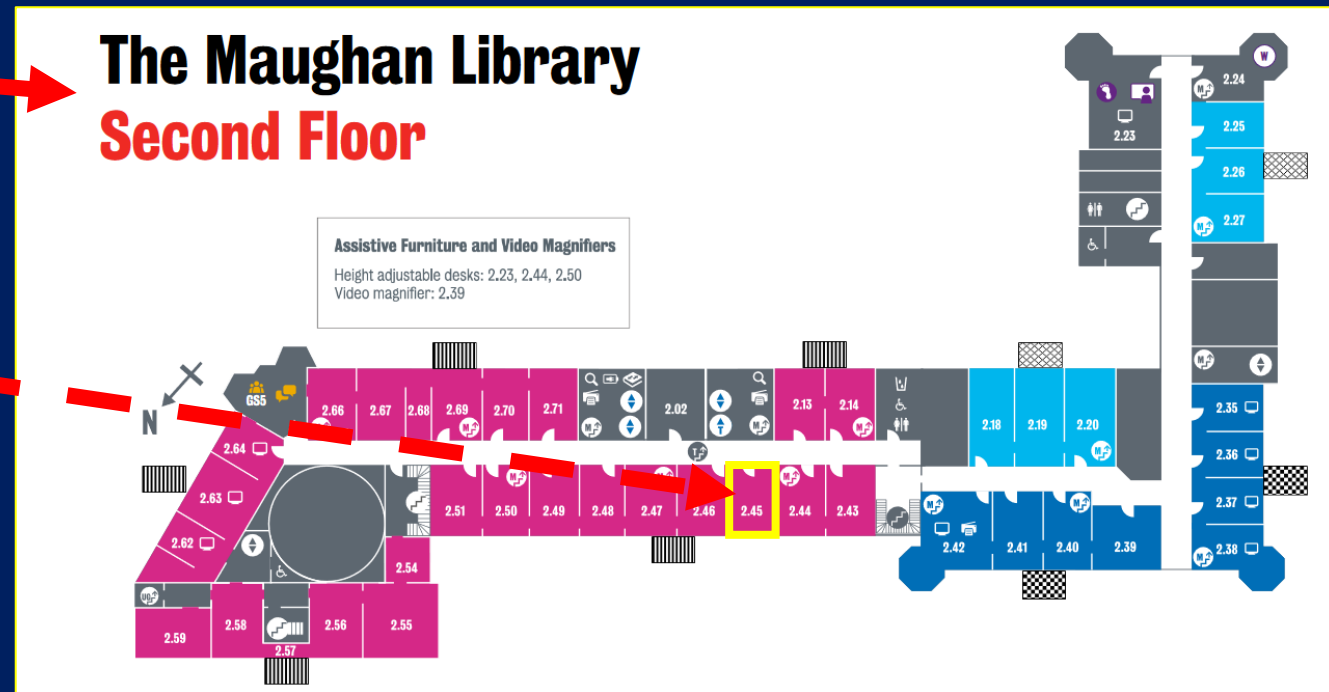 The Maughan Library
Second Floor
W
M
2.24
2.23
2.25
2.26
M
2.27
Assistive Furniture and Video Magnifiers
Height adjustable desks: 2.23, 2.44, 2.50
Video magnifier: 2.39
M
N
GS5
2.66
2.67
2.68
2.69
M
2.70
2.71
M
2.02
M
2.13
2.14
M
2.18
2.19
2.20
M
2.35
2.36
2.37
M
2.38
2.64
2.63
2.62
T
2.51
M
2.50
2.49
2.48
2.47
2.46
2.45
M
2.44
2.43
M
2.42
2.41
M
2.40
2.39
2.54
UG
2.59
2.58
2.57
2.56
2.55